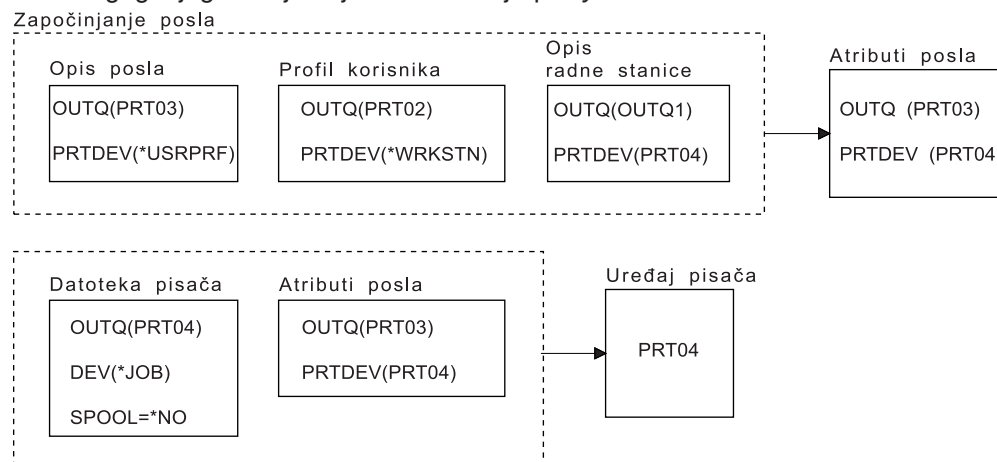 Započinjanje posla
Opis posla
OUTQ(PRT03)
PRTDEV(*USRPRF)
Profil korisnika
OUTQ(PRT02)
PRTDEV(*WRKSTN)
Opis
radne stanice
OUTQ(OUTQ1)
PRTDEV(PRT04)
Atributi posla
OUTQ (PRT03)
PRTDEV (PRT04
Datoteka pisača
OUTQ(PRT04)
DEV(*JOB)
SPOOL=*NO
Atributi posla
OUTQ(PRT03)
PRTDEV(PRT04)
Uređaj pisača
PRT04